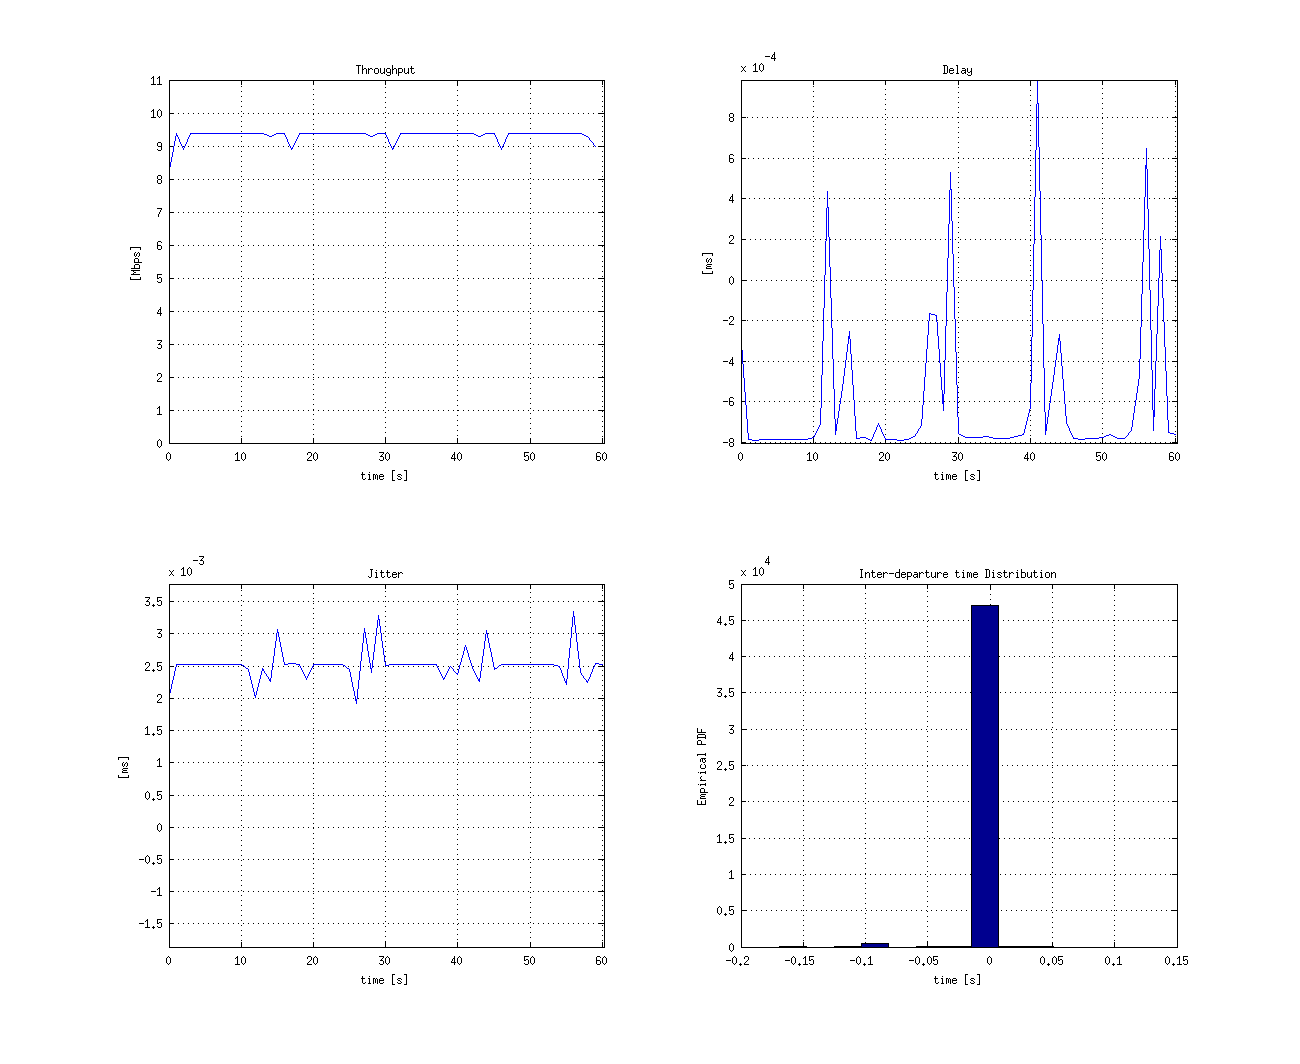 Throughput
11
10
9
8
7
6
5
4
3
2
1
0
[Mbps]
0 10 20 30 40 50 60
time [s]
x 10 -4
Delay
8
6
4
2
0
-2
-4
-6
-8
[ms]
0 10 20 30 40 50 60
time [s]
x 10 -3
Jitter
3.5
3
2.5
2
1.5
1
0.5
0
-0.5
-1
-1.5
[ms]
0 10 20 30 40 50 60
time [s]
x 10 4
Inter-departure time Distribution
5
4.5
4
3.5
3
2.5
2
1.5
1
0.5
0
Empirical PDF
-0.2 -0.15 -0.1 -0.05 0 0.05 0.1 0.15
time [s]